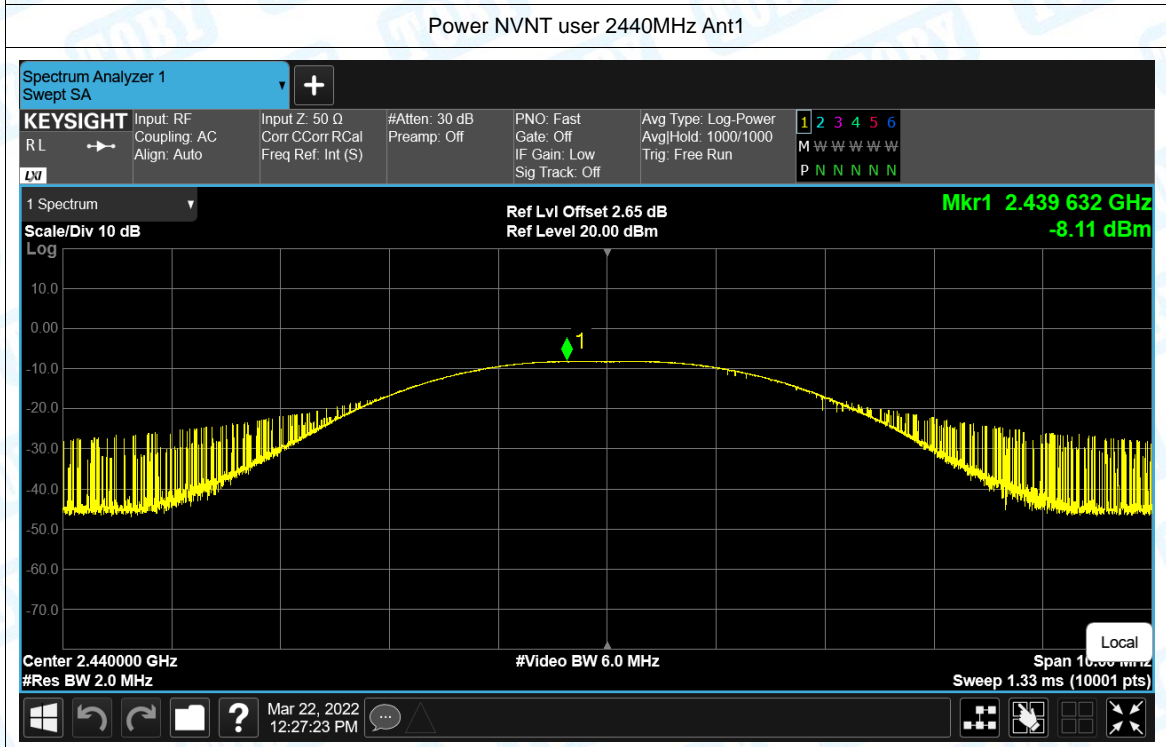 Power NVNT user 2440MHz Ant1
Spectrum Analyzer 1
Swept SA
+
KEYSIGHT Input: RF Input Z: 50 Ω #Atten: 30 dB PNO: Fast Avg Type: Log-Power 1 2 3 4 5 6
R L Coupling: AC Corr CCorr RCal Preamp: Off Gate: Off Avg|Hold: 1000/1000 M W W W W W W
Align: Auto Freq Ref: Int (S) IF Gain: Low Trig: Free Run
LXI Sig Track: Off P N N N N N
1 Spectrum Ref Lvl Offset 2.65 dB Mkr1 2.439 632 GHz
Scale/Div 10 dB Ref Level 20.00 dBm -8.11 dBm
Log
10.0
0.00
1
-10.0
-20.0
-30.0
-40.0
-50.0
-60.0
-70.0
Local
Center 2.440000 GHz #Video BW 6.0 MHz Span 10.00 MHz
#Res BW 2.0 MHz Sweep 1.33 ms (10001 pts)
? Mar 22, 2022
12:27:23 PM
TOBY